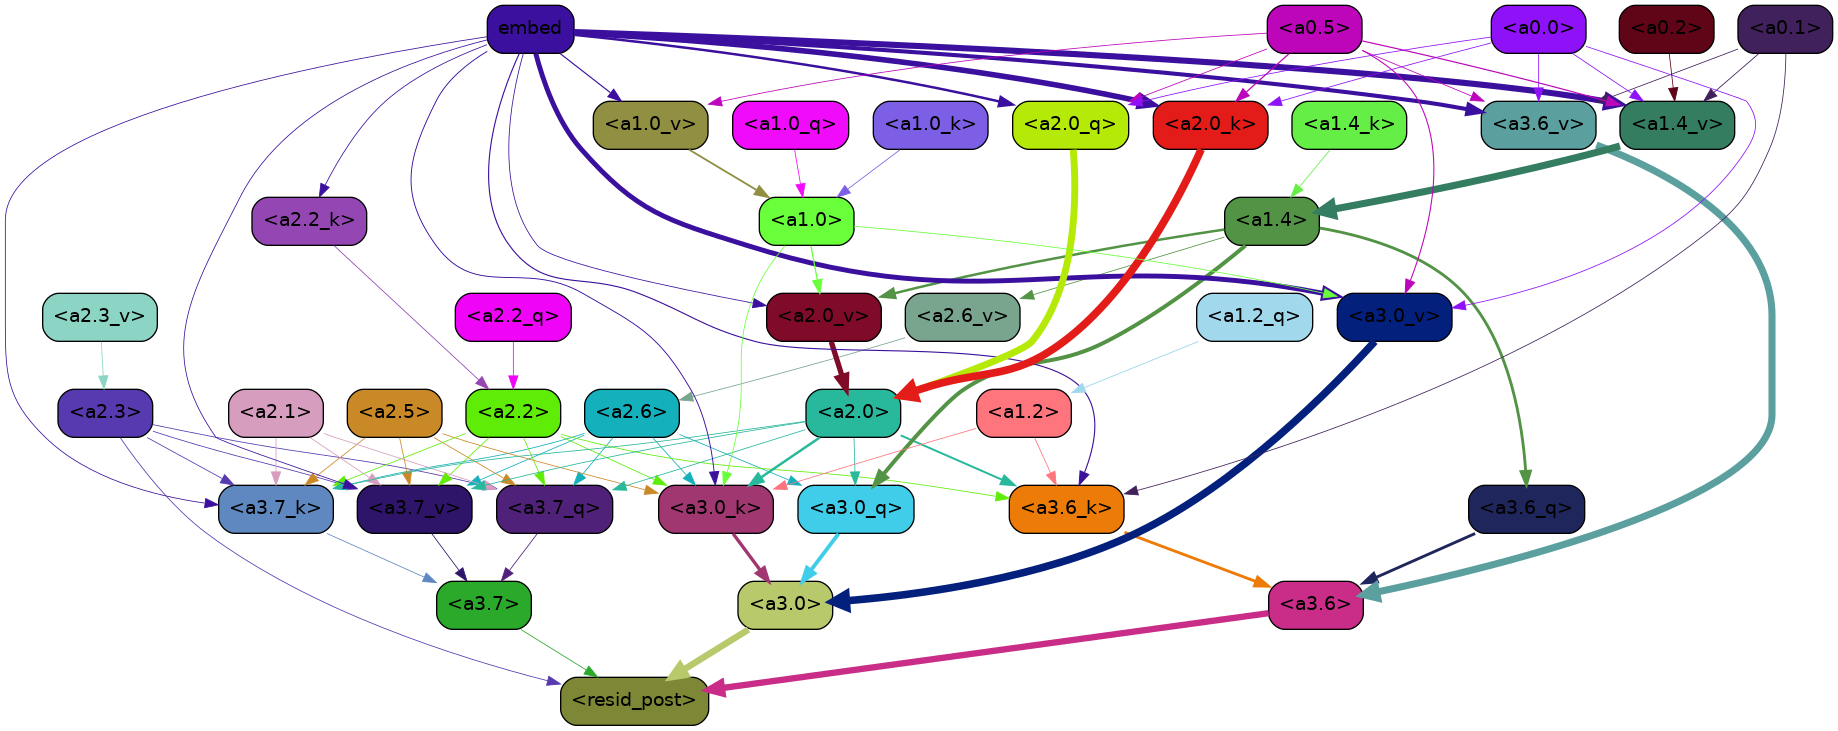 embed
<a0.5>
<a0.0>
<a0.2>
<a0.1>
<a1.0_v>
<a1.0_q>
<a1.0_k>
<a2.0_q>
<a2.0_k>
<a1.4_k>
<a3.6_v>
<a1.4_v>
<a2.2_k>
<a1.0>
<a1.4>
<a2.3_v>
<a2.2_q>
<a2.0_v>
<a2.6_v>
<a1.2_q>
<a3.0_v>
<a2.3>
<a2.1>
<a2.5>
<a2.2>
<a2.6>
<a2.0>
<a1.2>
<a3.7_k>
<a3.7_v>
<a3.7_q>
<a3.0_k>
<a3.0_q>
<a3.6_k>
<a3.6_q>
<a3.7>
<a3.0>
<a3.6>
<resid_post>